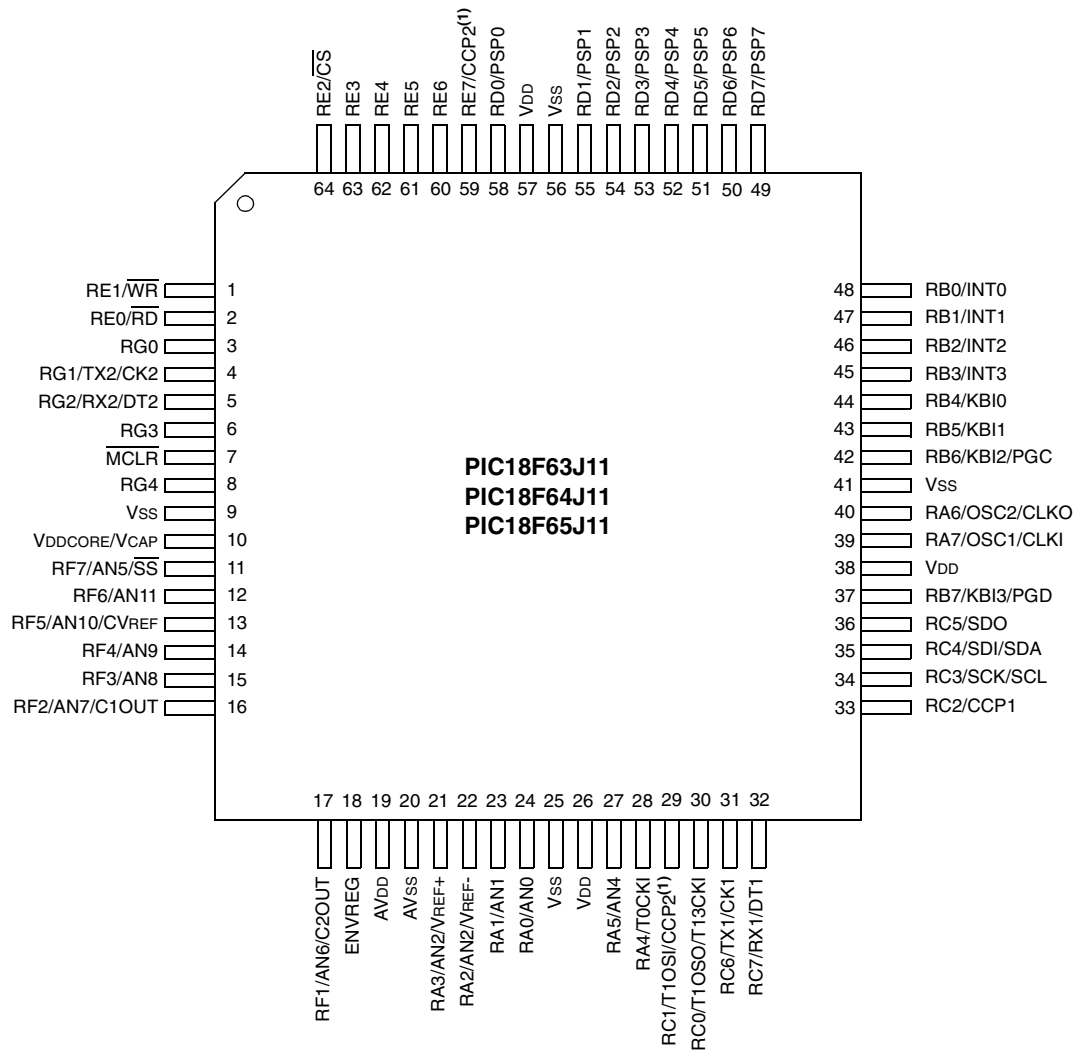 RE2/CS
RE3
RE4
RE5
RE6
RE7/CCP2(1)
RD0/PSP0
VDD
VSS
RD1/PSP1
RD2/PSP2
RD3/PSP3
RD4/PSP4
RD5/PSP5
RD6/PSP6
RD7/PSP7
64 63 62 61 60 59 58 57 56 55 54 53 52 51 50 49
RE1/WR 1
RE0/RD 2
RG0 3
RG1/TX2/CK2 4
RG2/RX2/DT2 5
RG3 6
MCLR 7
RG4 8
VSS 9
VDDCORE/VCAP 10
RF7/AN5/SS 11
RF6/AN11 12
RF5/AN10/CVREF 13
RF4/AN9 14
RF3/AN8 15
RF2/AN7/C1OUT 16
PIC18F63J11
PIC18F64J11
PIC18F65J11
48 RB0/INT0
47 RB1/INT1
46 RB2/INT2
45 RB3/INT3
44 RB4/KBI0
43 RB5/KBI1
42 RB6/KBI2/PGC
41 VSS
40 RA6/OSC2/CLKO
39 RA7/OSC1/CLKI
38 VDD
37 RB7/KBI3/PGD
36 RC5/SDO
35 RC4/SDI/SDA
34 RC3/SCK/SCL
33 RC2/CCP1
17 18 19 20 21 22 23 24 25 26 27 28 29 30 31 32
RF1/AN6/C2OUT
ENVREG
AVDD
AVSS
RA3/AN2/VREF+
RA2/AN2/VREF-
RA1/AN1
RA0/AN0
VSS
VDD
RA5/AN4
RA4/T0CKI
RC1/T1OSI/CCP2(1)
RC0/T1OSO/T13CKI
RC6/TX1/CK1
RC7/RX1/DT1